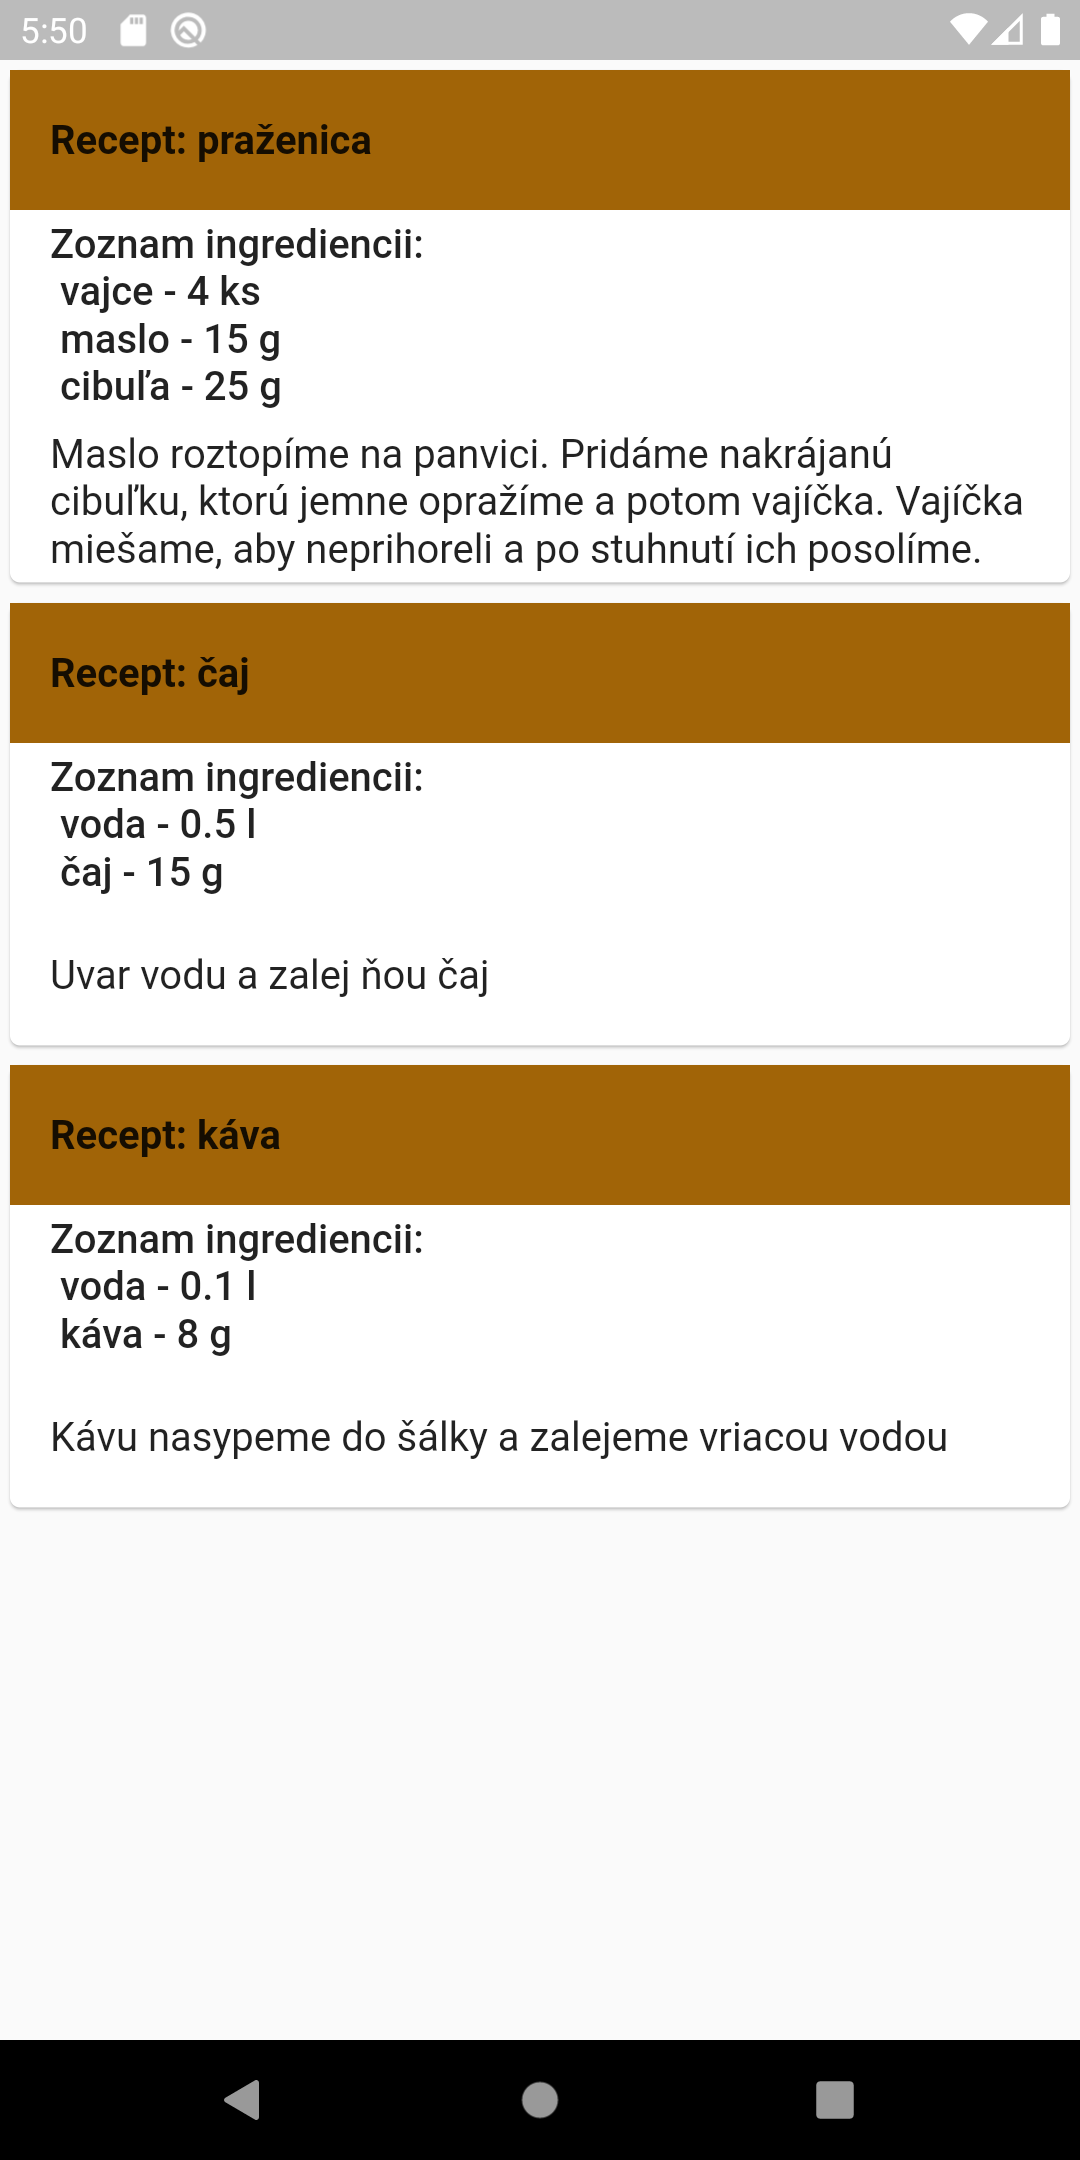 5:50
Recept: praženica
Zoznam ingrediencii:
vajce - 4 ks
maslo - 15 g
cibuľa - 25 g
Maslo roztopíme na panvici. Pridáme nakrájanú
cibuľku, ktorú jemne opražíme a potom vajíčka. Vajíčka
miešame, aby neprihoreli a po stuhnutí ich posolíme.
Recept: čaj
Zoznam ingrediencii:
voda - 0.5 l
čaj - 15 g
Uvar vodu a zalej ňou čaj
Recept: káva
Zoznam ingrediencii:
voda - 0.1 l
káva - 8 g
Kávu nasypeme do šálky a zalejeme vriacou vodou